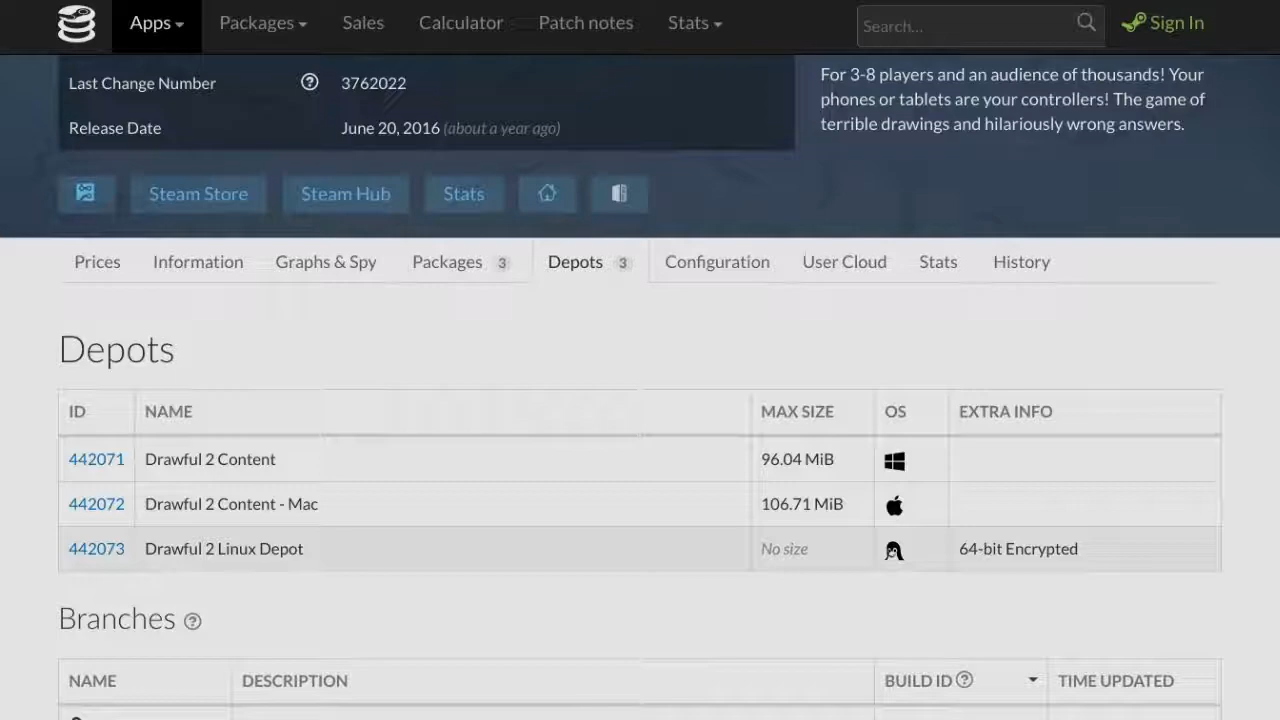 Apps Packages Sales Calculator Patch notes Stats Search... Sign In
Last Change Number 3762022
Release Date June 20, 2016 (about a year ago)
For 3-8 players and an audience of thousands! Your
phones or tablets are your controllers! The game of
terrible drawings and hilariously wrong answers.
Steam Store Steam Hub Stats
Prices Information Graphs & Spy Packages 3 Depots 3 Configuration User Cloud Stats History
Depots
ID NAME MAX SIZE OS EXTRA INFO
442071 Drawful 2 Content 96.04 MiB
442072 Drawful 2 Content - Mac 106.71 MiB
442073 Drawful 2 Linux Depot No size 64-bit Encrypted
Branches
NAME DESCRIPTION BUILD ID TIME UPDATED